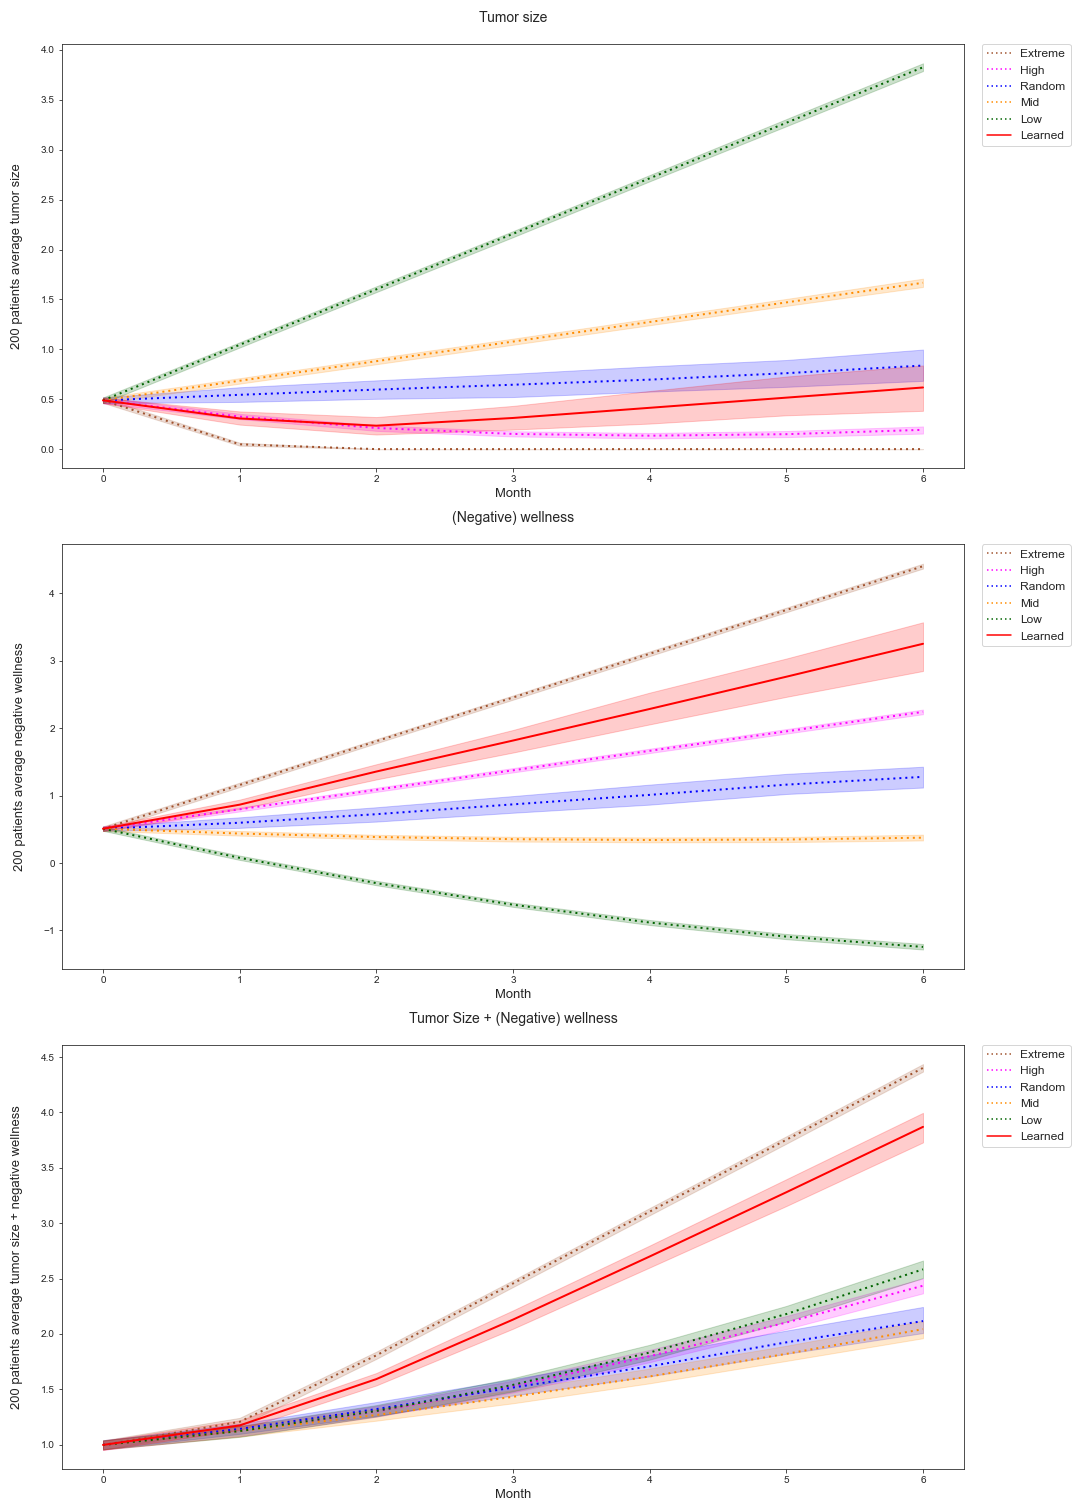 Tumor size
200 patients average tumor size
4.0
3.5
3.0
2.5
2.0
1.5
1.0
0.5
0.0
0 1 2 3 4 5 6
Month
Extreme
High
Random
Mid
Low
Learned
(Negative) wellness
200 patients average negative wellness
4
3
2
1
0
−1
0 1 2 3 4 5 6
Month
Extreme
High
Random
Mid
Low
Learned
Tumor Size + (Negative) wellness
200 patients average tumor size + negative wellness
4.5
4.0
3.5
3.0
2.5
2.0
1.5
1.0
0 1 2 3 4 5 6
Month
Extreme
High
Random
Mid
Low
Learned